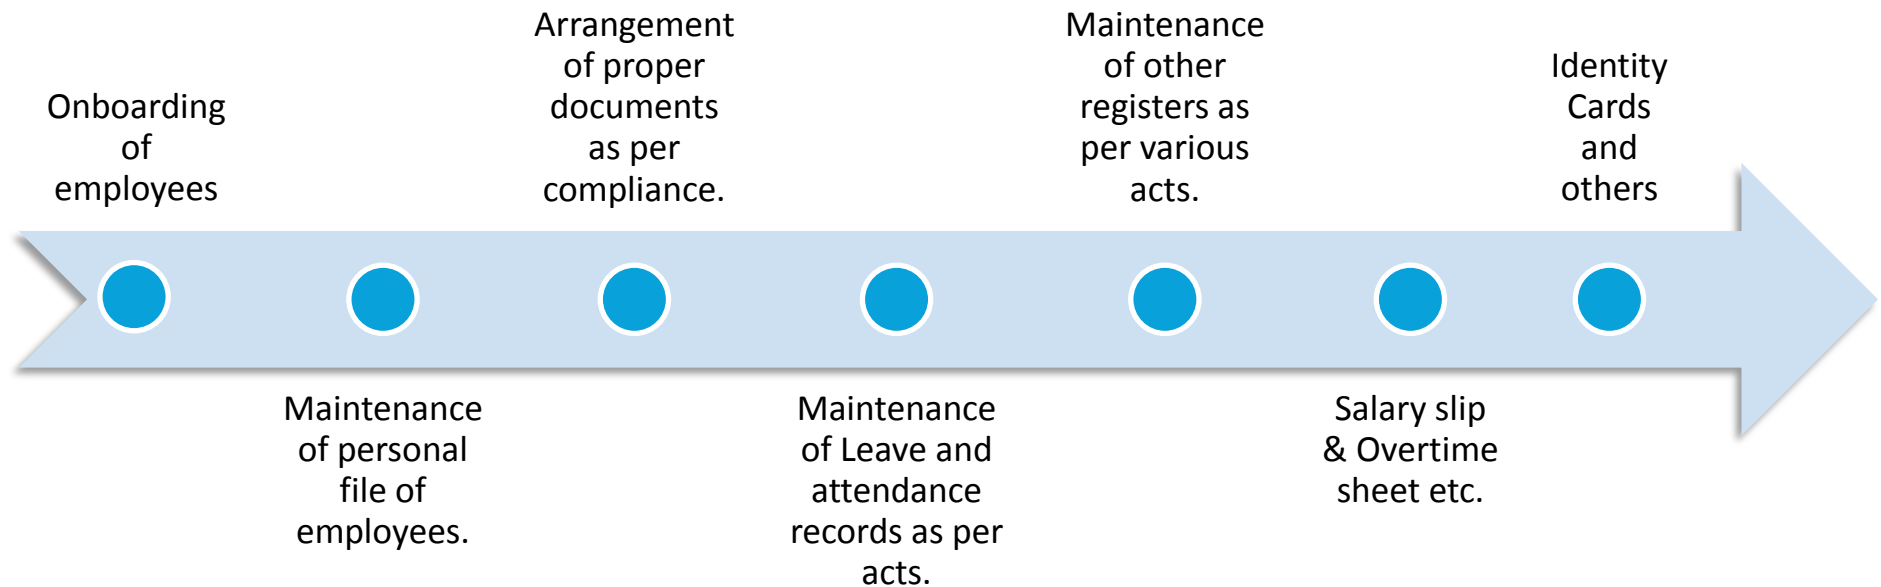 Onboarding
of
employees
Maintenance
of personal
file of
employees.
Arrangement
of proper
documents
as per
compliance.
Maintenance
of Leave and
attendance
records as per
acts.
Maintenance
of other
registers as
per various
acts.
Salary slip
& Overtime
sheet etc.
Identity
Cards
and
others